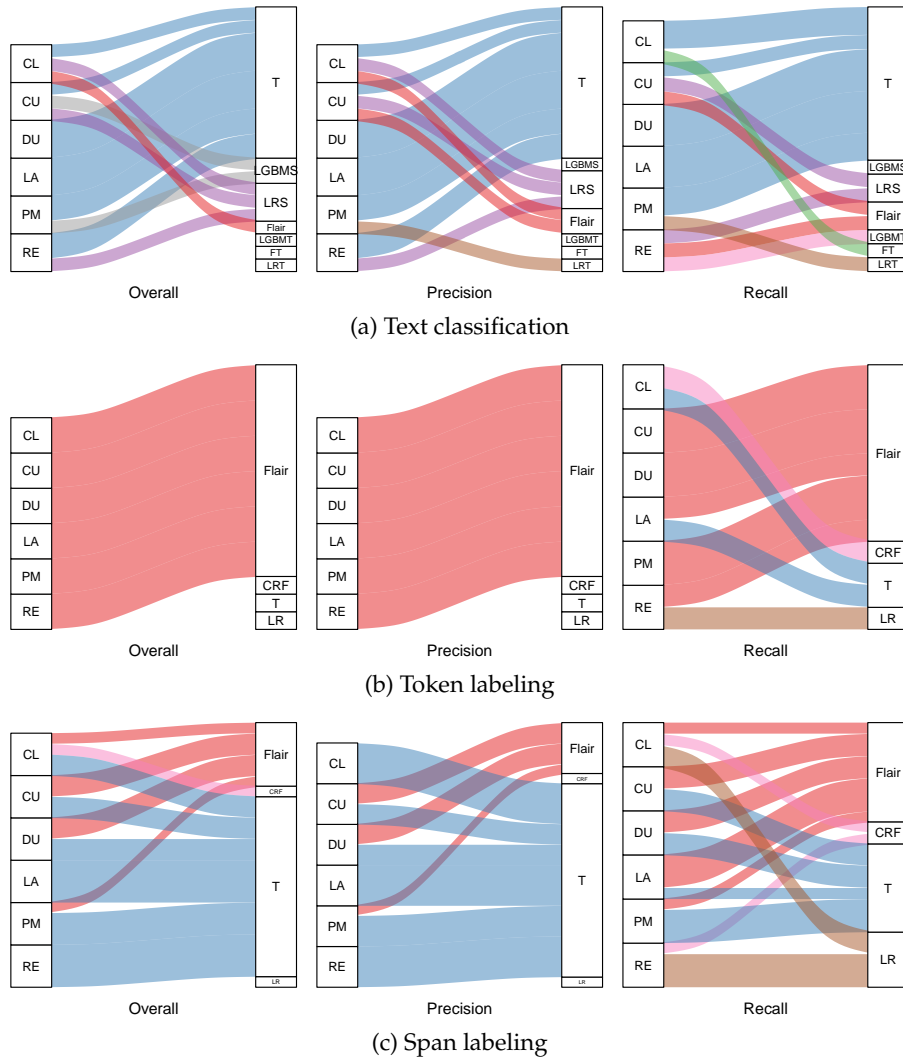 CL
CU
DU
LA
PM
RE
T
LGBMS
LRS
Flair
LGBMT
FT
LRT
Overall
CL
CU
DU
LA
PM
RE
T
LGBMS
LRS
Flair
LGBMT
FT
LRT
Precision
CL
CU
DU
LA
PM
RE
T
LGBMS
LRS
Flair
LGBMT
FT
LRT
Recall
(a) Text classification
CL
CU
DU
LA
PM
RE
Flair
CRF
T
LR
Overall
CL
CU
DU
LA
PM
RE
Flair
CRF
T
LR
Precision
CL
CU
DU
LA
PM
RE
Flair
CRF
T
LR
Recall
(b) Token labeling
CL
CU
DU
LA
PM
RE
Flair
CRF
T
LR
Overall
CL
CU
DU
LA
PM
RE
Flair
CRF
T
LR
Precision
CL
CU
DU
LA
PM
RE
Flair
CRF
T
LR
Recall
(c) Span labeling